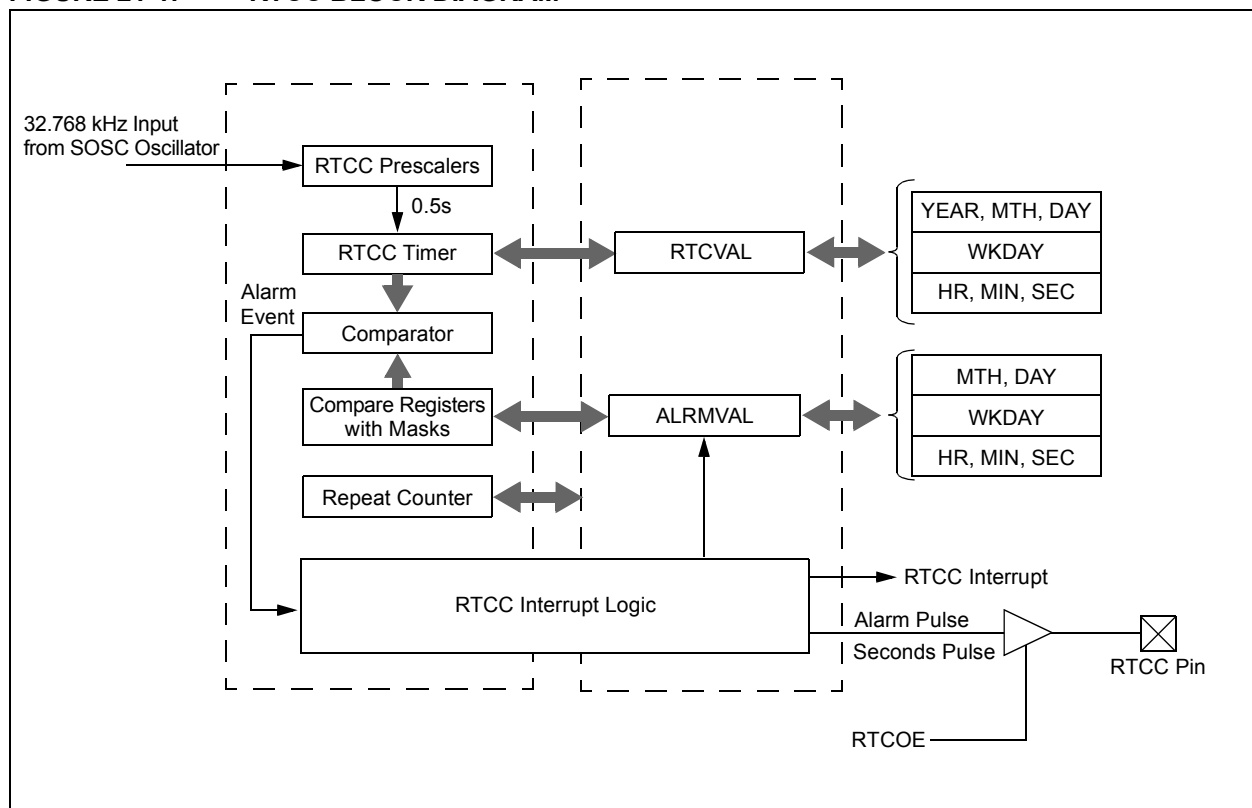 32.768 kHz Input
from SOSC Oscillator
RTCC Prescalers
0.5s
RTCC Timer
RTCVAL
YEAR, MTH, DAY
WKDAY
HR, MIN, SEC
Alarm
Event
Comparator
Compare Registers
with Masks
ALRMVAL
MTH, DAY
WKDAY
HR, MIN, SEC
Repeat Counter
RTCC Interrupt Logic
RTCC Interrupt
Alarm Pulse
Seconds Pulse
RTCC Pin
RTCOE